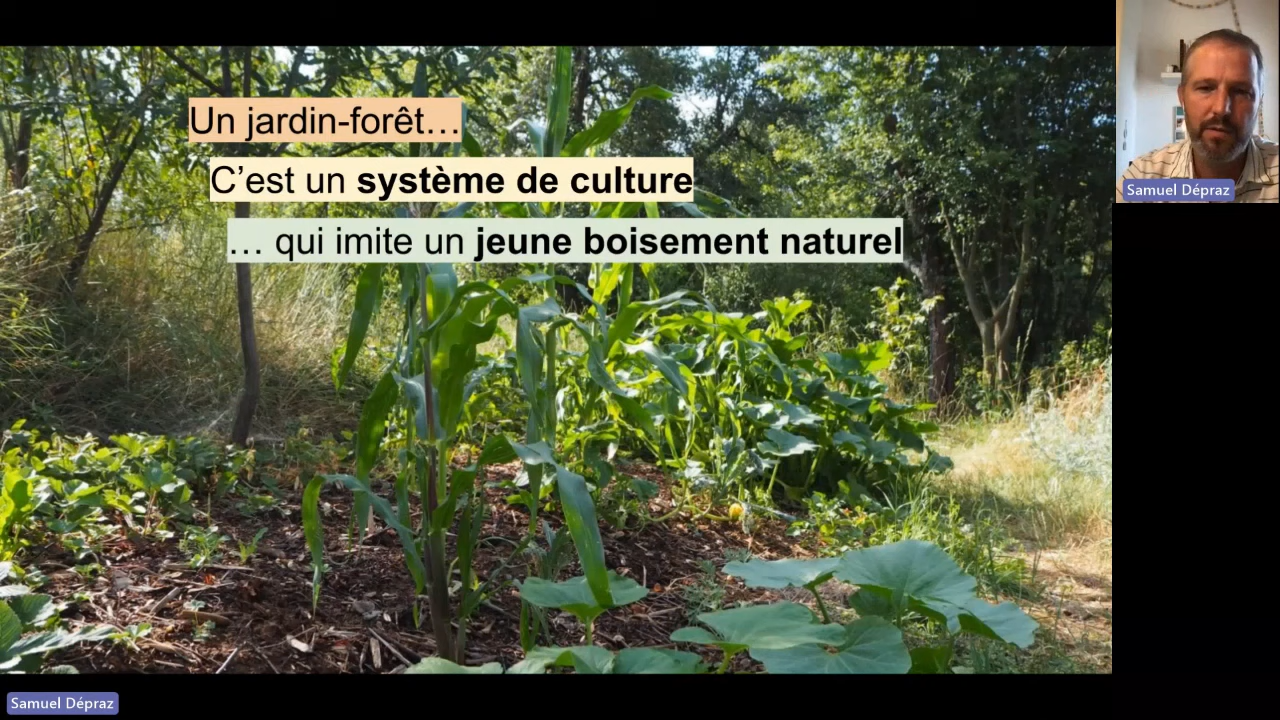 Un jardin-forêt…
C’est un système de culture
… qui imite un jeune boisement naturel
Samuel Dépraz
Samuel Dépraz